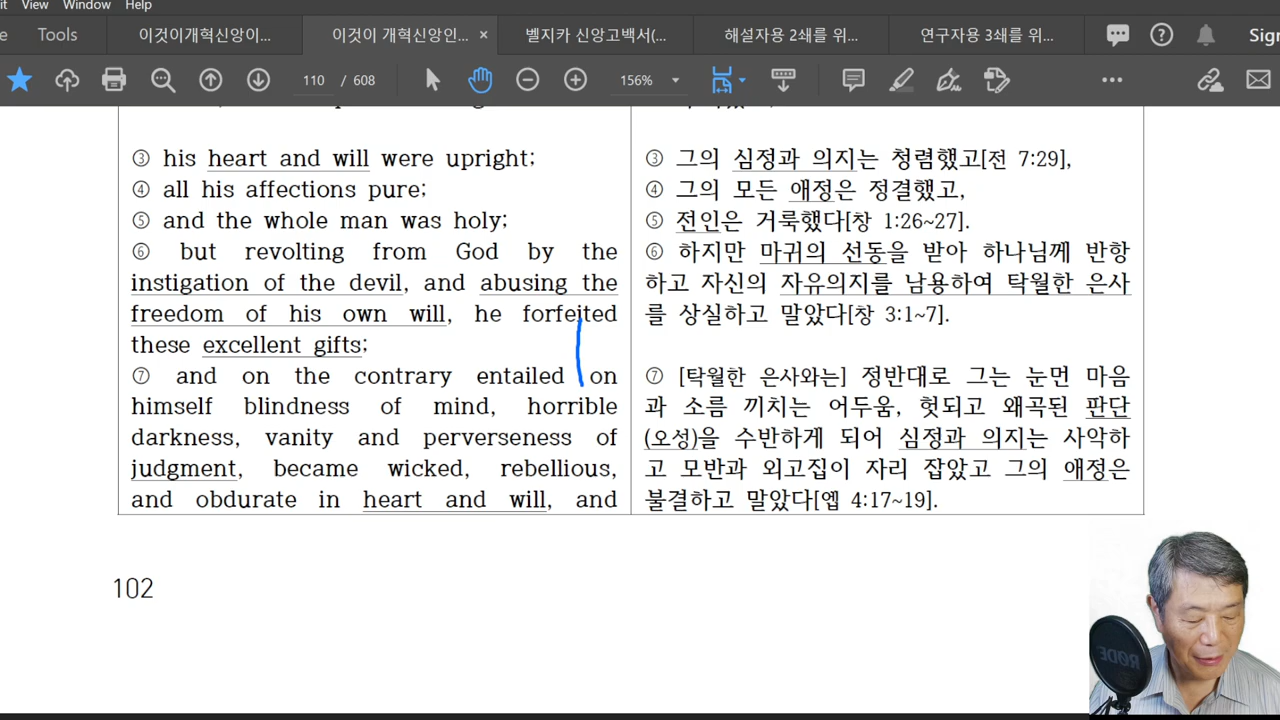 View Window Help
Tools 이것이개혁신앙이... 이것이 개혁신앙인... × 벨지카 신앙고백서(... 해설자용 2쇄를 위... 연구자용 3쇄를 위...
110 / 608 156%
③ his heart and will were upright;
④ all his affections pure;
⑤ and the whole man was holy;
⑥ but revolting from God by the
instigation of the devil, and abusing the
freedom of his own will, he forfeited
these excellent gifts;
⑦ and on the contrary entailed on
himself blindness of mind, horrible
darkness, vanity and perverseness of
judgment, became wicked, rebellious,
and obdurate in heart and will, and
③ 그의 심정과 의지는 청렴했고[전 7:29],
④ 그의 모든 애정은 정결했고,
⑤ 전인은 거룩했다[창 1:26~27].
⑥ 하지만 마귀의 선동을 받아 하나님께 반항
하고 자신의 자유의지를 남용하여 탁월한 은사
를 상실하고 말았다[창 3:1~7].
⑦ [탁월한 은사와는] 정반대로 그는 눈먼 마음
과 소름 끼치는 어두움, 헛되고 왜곡된 판단
(오성)을 수반하게 되어 심정과 의지는 사악하
고 모반과 외고집이 자리 잡았고 그의 애정은
불결하고 말았다[엡 4:17~19].
102
RØDE